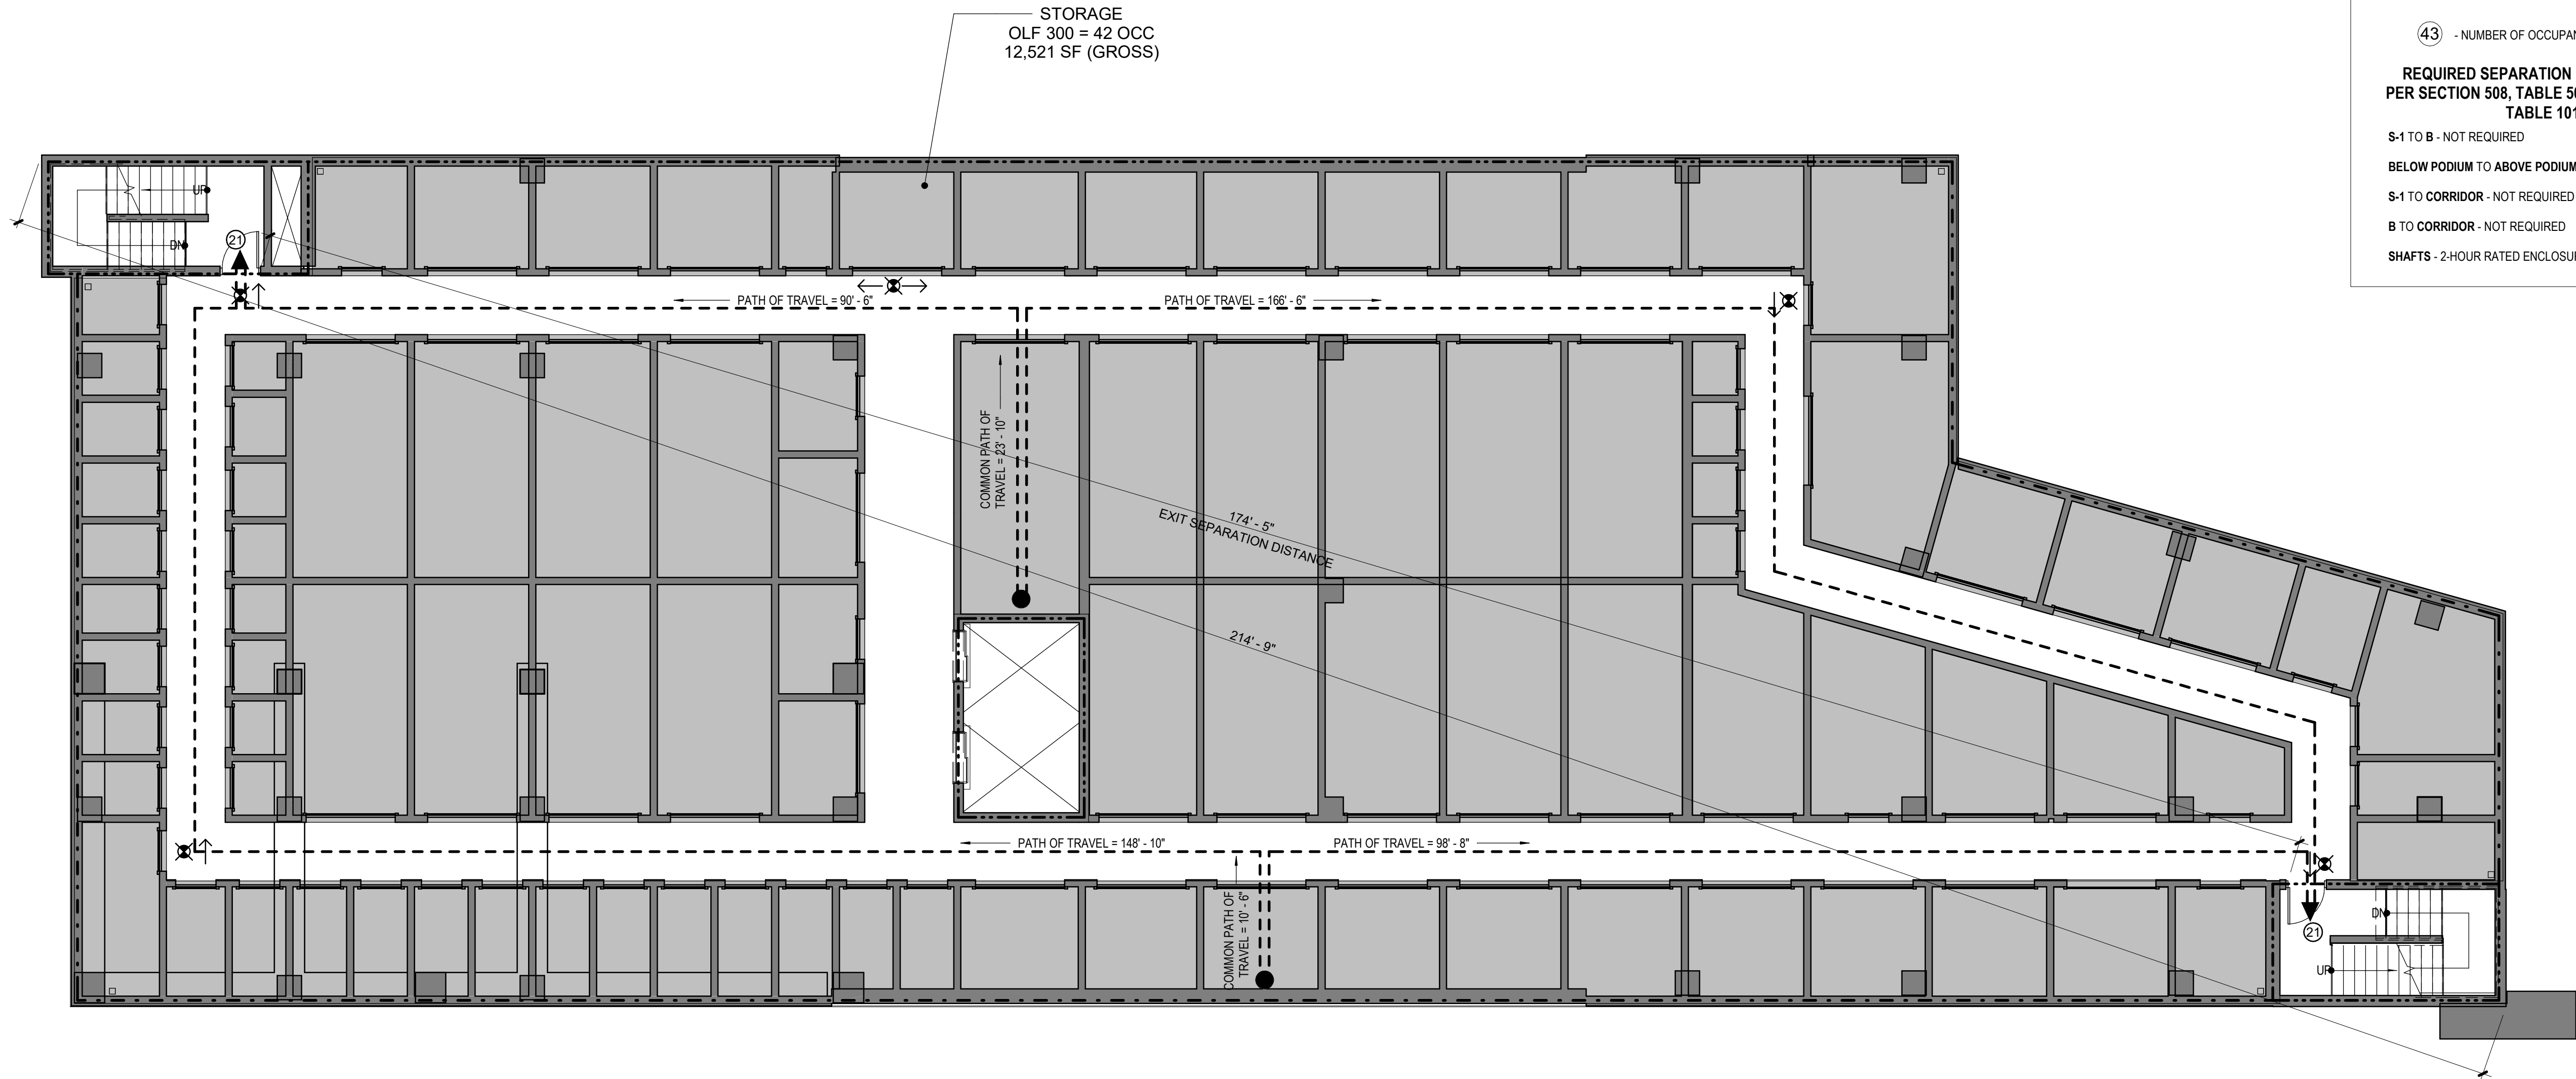 STORAGE
OLF 300 = 42 OCC
12,521 SF (GROSS)
43 - NUMBER OF
REQUIRED SEPARATION
PER SECTION 508, TABLE
TABLE
S-1 TO B - NOT REQUIRED
BELOW PODIUM TO ABOVE PODIUM
S-1 TO CORRIDOR - NOT REQUIRED
B TO CORRIDOR - NOT REQUIRED
SHAFTS - 2-HOUR RATED
UP
DN
21
PATH OF TRAVEL = 90' - 6"
PATH OF TRAVEL = 166' - 6"
COMMON PATH OF
TRAVEL = 23' - 10"
174' - 5"
EXIT SEPARATION DISTANCE
214' - 9"
PATH OF TRAVEL = 148' - 10"
PATH OF TRAVEL = 98' - 8"
COMMON PATH OF
TRAVEL = 10' - 6"
DN
21
UP